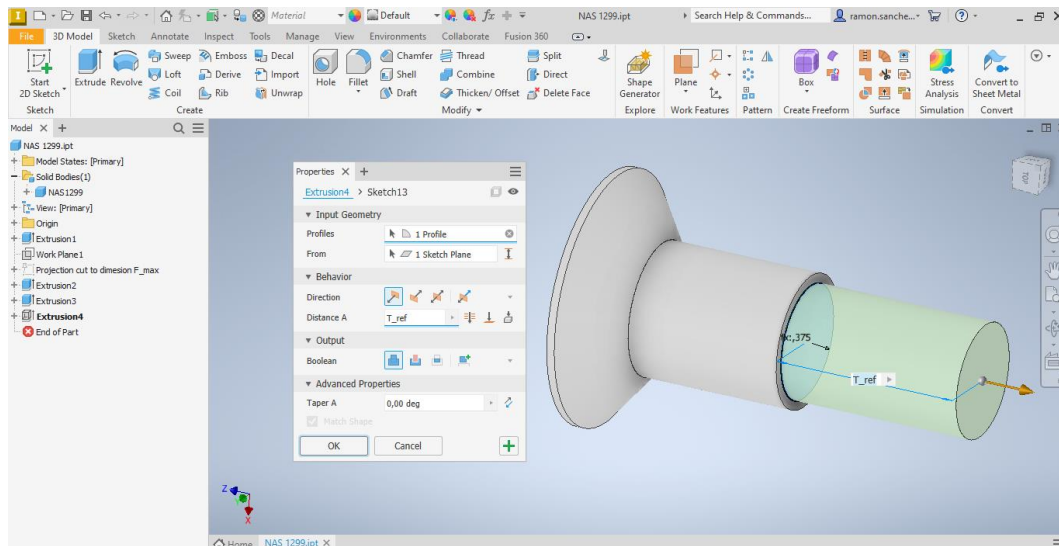 Material
Default
NAS 1299.ipt
Search Help & Commands...
ramon.sanche...
File 3D Model Sketch Annotate Inspect Tools Manage View Environments Collaborate Fusion 360
Start 2D Sketch
Extrude Revolve
Sweep Emboss Decal
Loft Derive Import
Coil Rib Unwrap
Hole Fillet
Chamfer Thread
Shell Combine
Draft Thicken/ Offset
Split
Direct
Delete Face
Shape Generator
Plane
Box
Stress Analysis
Convert to Sheet Metal
Sketch Create Modify Explore Work Features Pattern Create Freeform Surface Simulation Convert
Model
NAS 1299.ipt
Model States: [Primary]
Solid Bodies(1)
NAS1299
View: [Primary]
Origin
Extrusion1
Work Plane1
Projection cut to dimesion F_max
Extrusion2
Extrusion3
Extrusion4
End of Part
Properties
Extrusion4 > Sketch13
Input Geometry
Profiles 1 Profile
From 1 Sketch Plane
Behavior
Direction
Distance A T_ref
Output
Boolean
Advanced Properties
Taper A 0,00 deg
Match Shape
OK Cancel
,375
T_ref
TOP
Z
X
Home NAS 1299.ipt